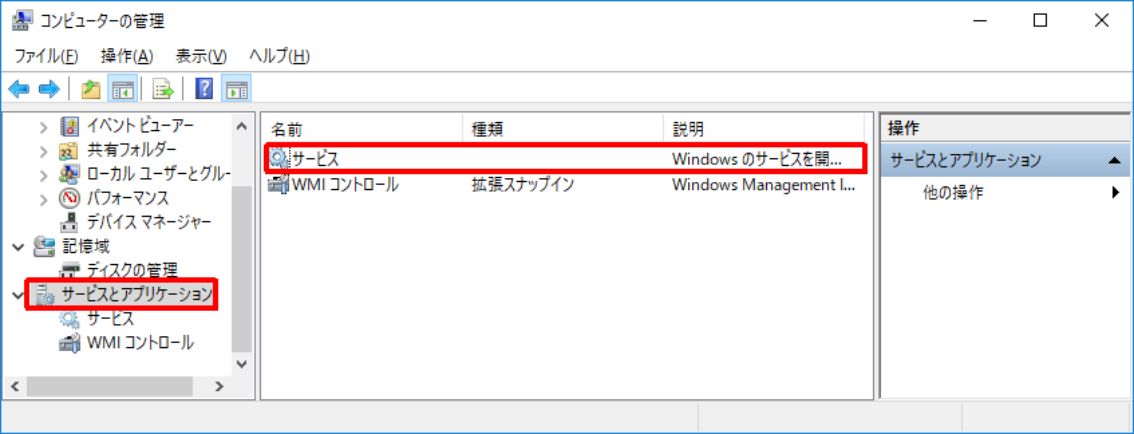 コンピューターの管理
ファイル(F) 操作(A) 表示(V) ヘルプ(H)
イベント ビューアー
共有フォルダー
ローカル ユーザーとグル-
パフォーマンス
デバイス マネージャー
記憶域
ディスクの管理
サービスとアプリケーション
サービス
WMI コントロール
名前 種類 説明
サービス Windows のサービスを開...
WMI コントロール 拡張スナップイン Windows Management I...
操作
サービスとアプリケーション
他の操作